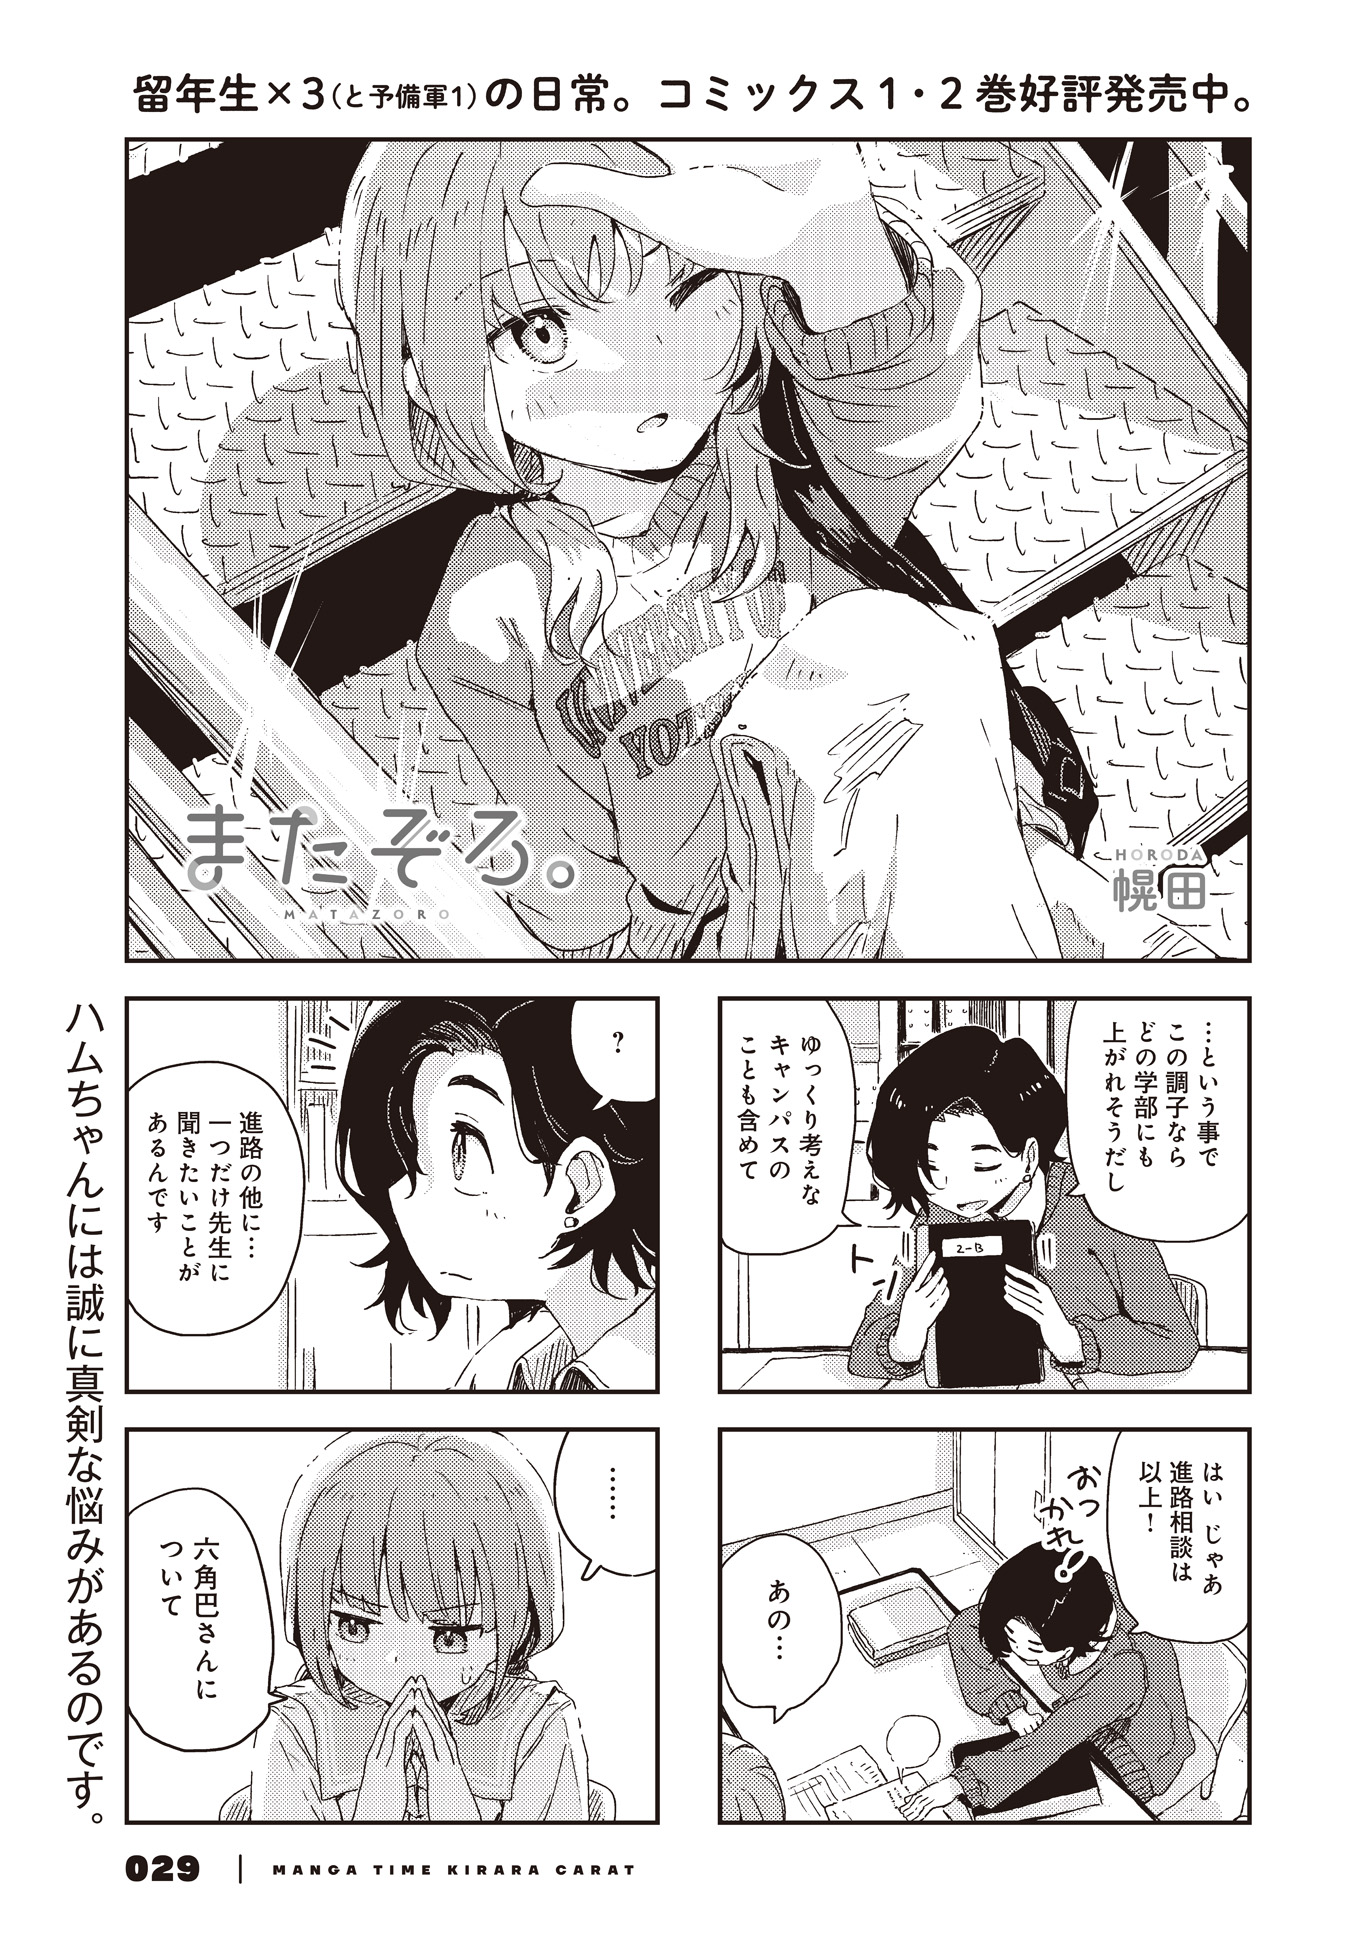 留年生×3(と予備軍1)の日常。コミックス1・2巻好評発売中。
UNIVERSITY OF
YOTS
またぞろ。
MATAZORO
HORODA
幌田
…という事で
この調子なら
どの学部にも
上がれそうだし
ゆっくり考えな
キャンパスの
ことも含めて
2-B
トン
はい じゃあ
進路相談は
以上!
おつ
かれ!
あの…
?
進路の他に…
一つだけ先生に
聞きたいことが
あるんです
……
六角巴さんに
ついて
ハムちゃんには誠に真剣な悩みがあるのです。
029
MANGA TIME KIRARA CARAT